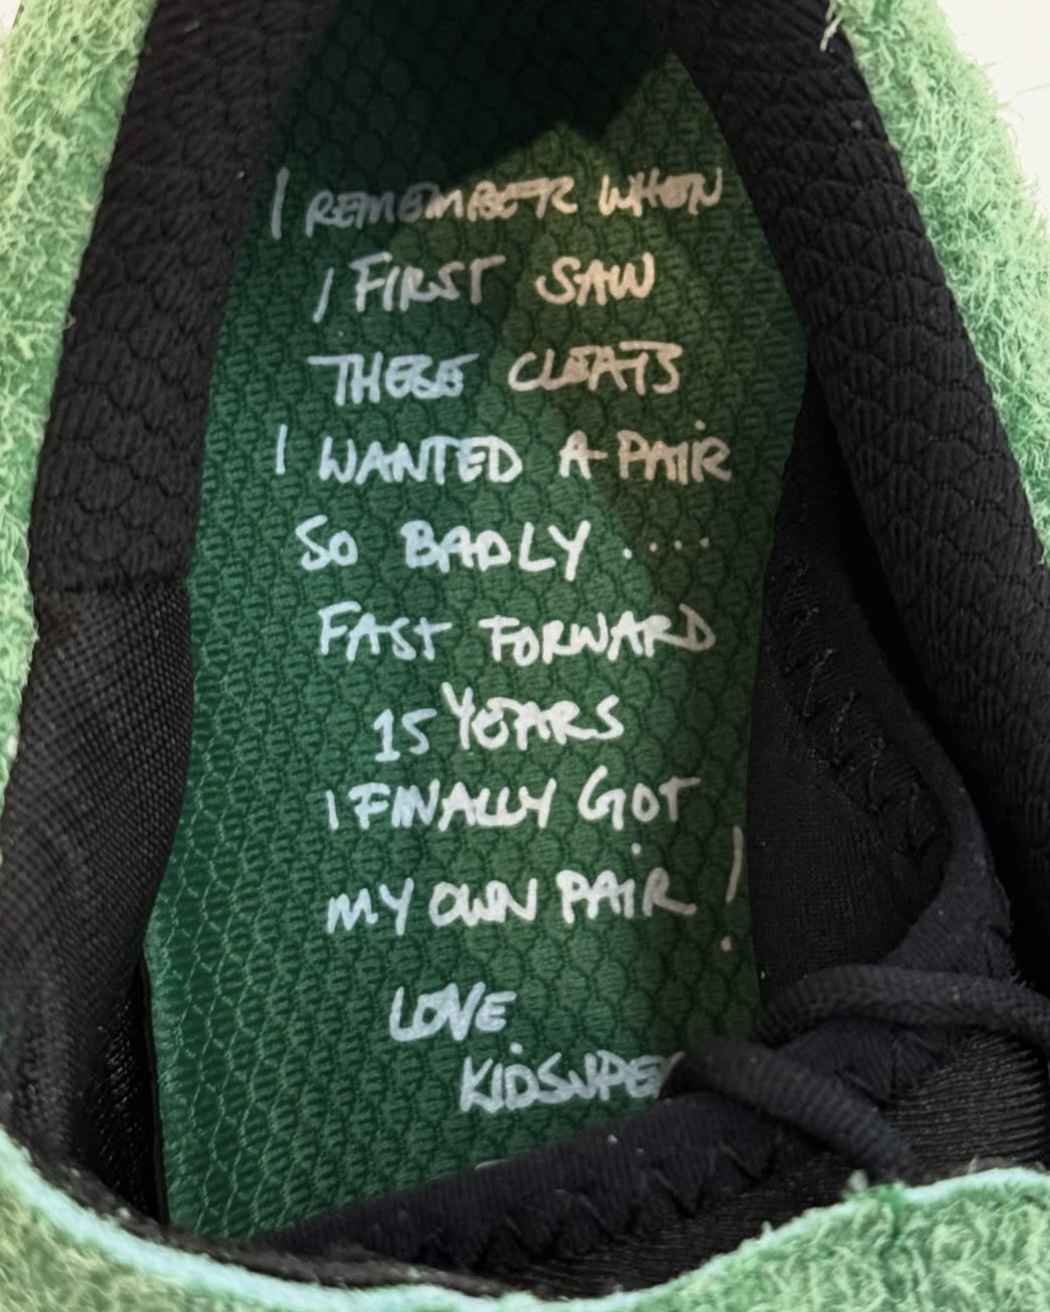 I REMEMBER WHEN
I FIRST SAW
THESE CLEATS
I WANTED A PAIR
SO BADLY ....
FAST FORWARD
15 YEARS
I FINALLY GOT
MY OWN PAIR !
LOVE
KIDSUPER